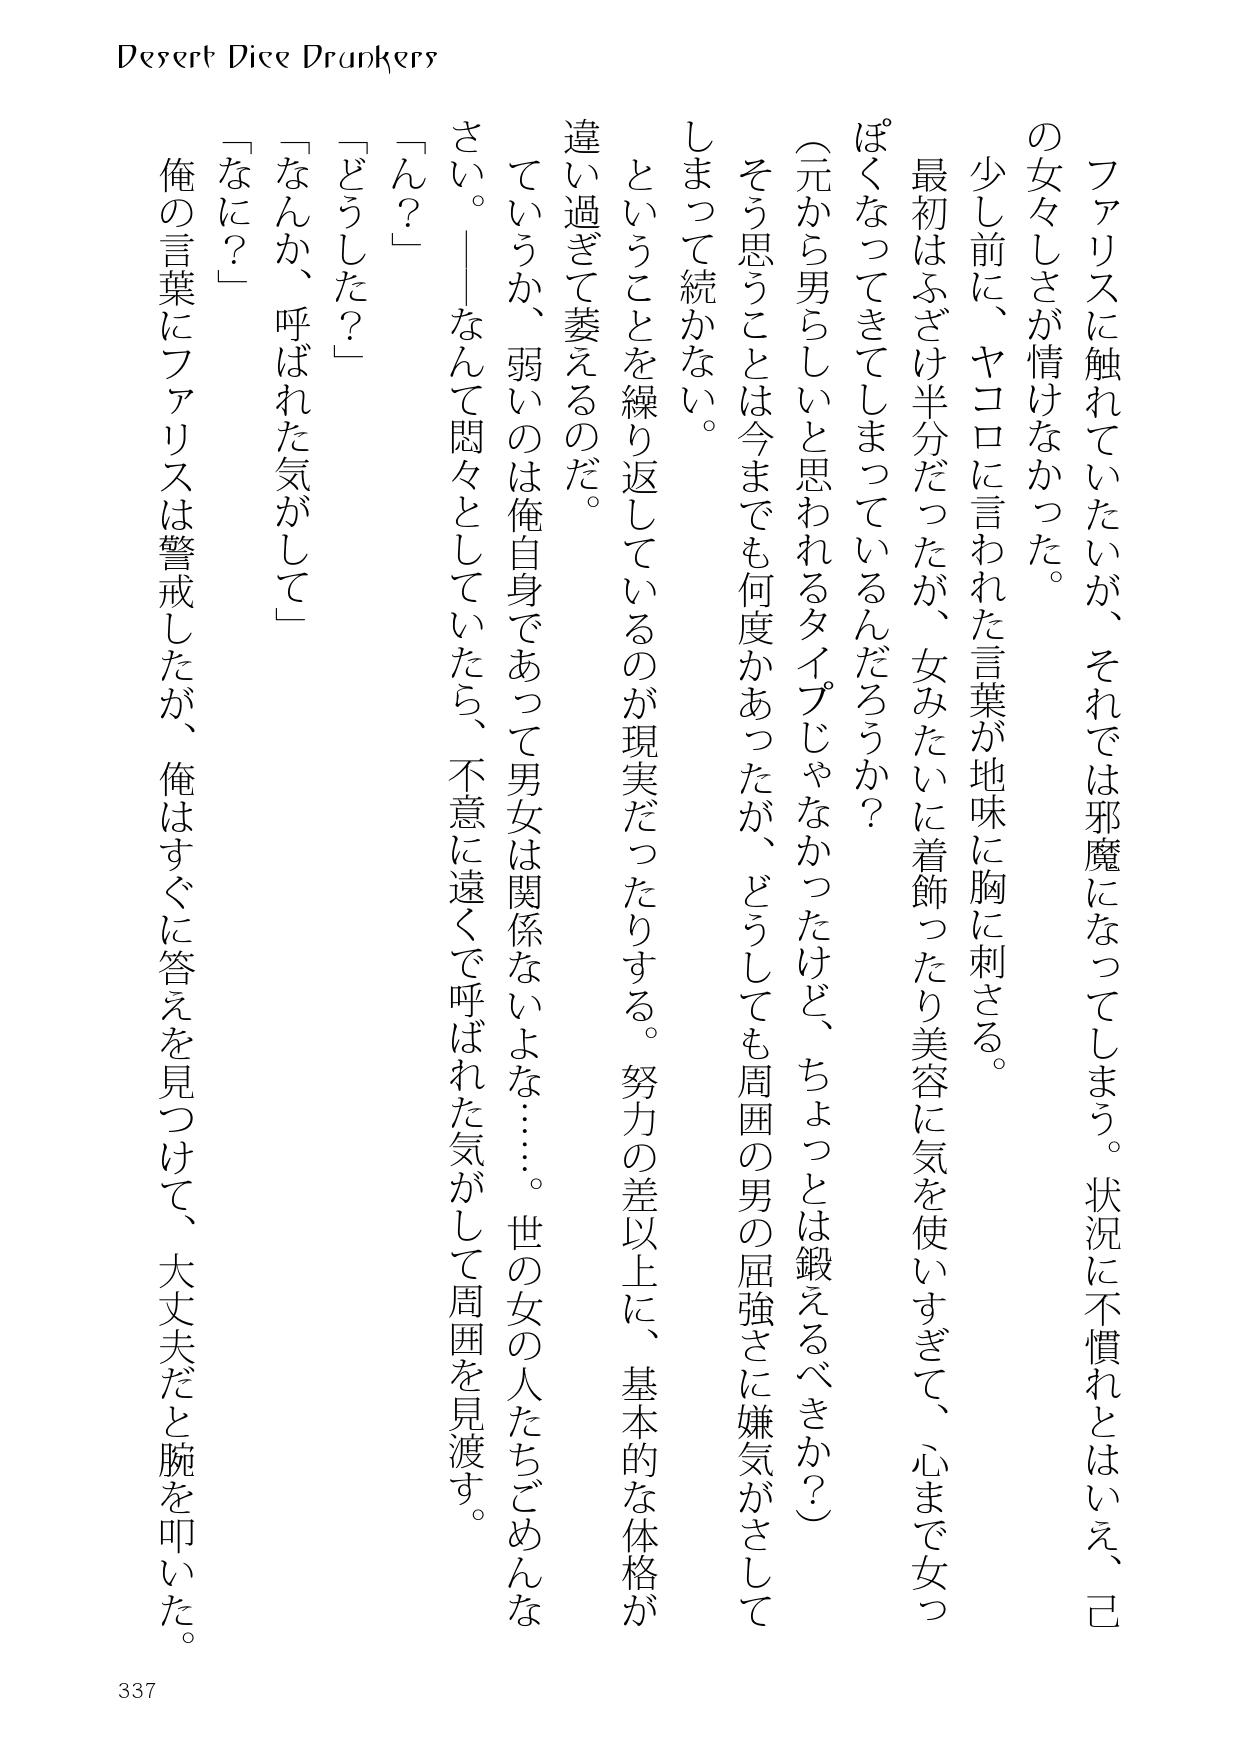 Desert Dice Drunkers
　ファリスに触れていたいが、それでは邪魔になってしまう。状況に不慣れとはいえ、己
の女々しさが情けなかった。
　少し前に、ヤコロに言われた言葉が地味に胸に刺さる。
　最初はふざけ半分だったが、女みたいに着飾ったり美容に気を使いすぎて、心まで女っ
ぽくなってきてしまっているんだろうか？
（元から男らしいと思われるタイプじゃなかったけど、ちょっとは鍛えるべきか？）
　そう思うことは今までも何度かあったが、どうしても周囲の男の屈強さに嫌気がさして
しまって続かない。
　ということを繰り返しているのが現実だったりする。努力の差以上に、基本的な体格が
違い過ぎて萎えるのだ。
　ていうか、弱いのは俺自身であって男女は関係ないよな……。世の女の人たちごめんな
さい。――なんて悶々としていたら、不意に遠くで呼ばれた気がして周囲を見渡す。
「ん？」
「どうした？」
「なんか、呼ばれた気がして」
「なに？」
　俺の言葉にファリスは警戒したが、俺はすぐに答えを見つけて、大丈夫だと腕を叩いた。
337